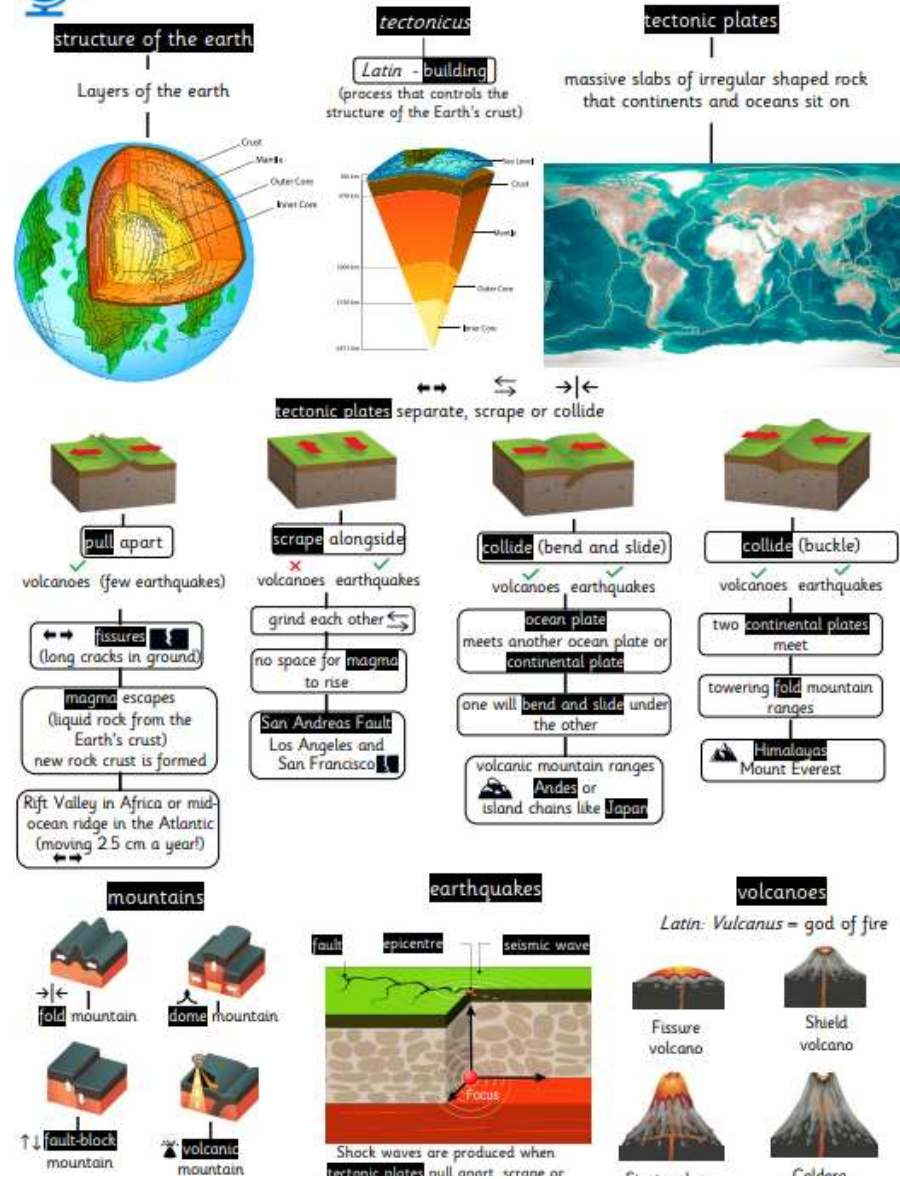 structure of the earth
Layers of the earth
Crust
Mantle
Outer Core
Inner Core
tectonicus
Latin - building
(process that controls the
structure of the Earth's crust)
Sea Level
Crust
Mantle
Outer Core
Inner Core
tectonic plates
massive slabs of irregular shaped rock
that continents and oceans sit on
tectonic plates separate, scrape or collide
pull apart
volcanoes (few earthquakes)
fissures
(long cracks in ground)
magma escapes
(liquid rock from the
Earth's crust)
new rock crust is formed
Rift Valley in Africa or mid-
ocean ridge in the Atlantic
(moving 2.5 cm a year!)
scrape alongside
volcanoes earthquakes
grind each other
no space for magma
to rise
San Andreas Fault
Los Angeles and
San Francisco
collide (bend and slide)
volcanoes earthquakes
ocean plate
meets another ocean plate or
continental plate
one will bend and slide under
the other
volcanic mountain ranges
Andes or
island chains like Japan
collide (buckle)
volcanoes earthquakes
two continental plates
meet
towering fold mountain
ranges
Himalayas
Mount Everest
mountains
fold mountain
dome mountain
fault-block
mountain
volcanic
mountain
earthquakes
fault
epicentre
seismic wave
Focus
Shock waves are produced when
tectonic plates pull apart, scrape or
volcanoes
Latin: Vulcanus = god of fire
Fissure
volcano
Shield
volcano
Caldera